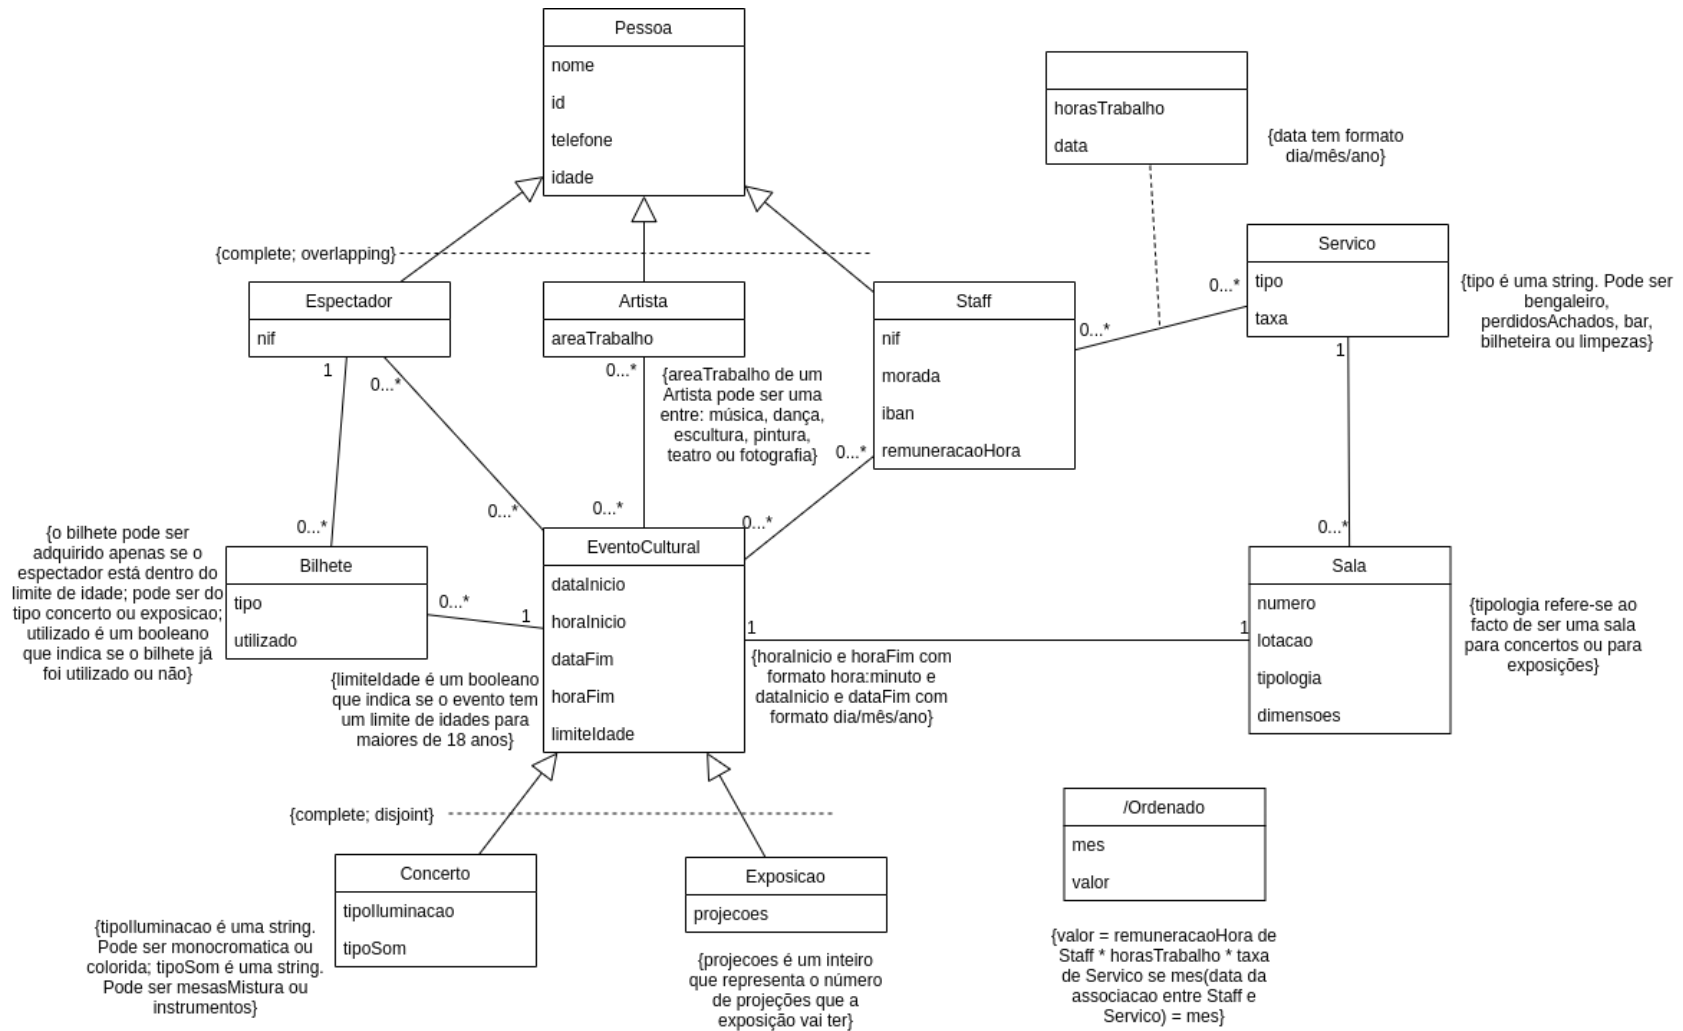 Pessoa
nome
id
telefone
idade
horasTrabalho
data
{data tem formato
dia/mês/ano}
{complete; overlapping}
Espectador
nif
Artista
areaTrabalho
Staff
nif
morada
iban
remuneracaoHora
Servico
tipo
taxa
{tipo é uma string. Pode ser
bengaleiro,
perdidosAchados, bar,
bilheteira ou limpezas}
0...*
0...*
1
0...*
0...*
{areaTrabalho de um
Artista pode ser uma
entre: música, dança,
escultura, pintura,
teatro ou fotografia}
0...*
1
0...*
0...*
0...*
0...*
0...*
{o bilhete pode ser
adquirido apenas se o
espectador está dentro do
limite de idade; pode ser do
tipo concerto ou exposicao;
utilizado é um booleano
que indica se o bilhete já
foi utilizado ou não}
Bilhete
tipo
utilizado
0...*
1
EventoCultural
dataInicio
horaInicio
dataFim
horaFim
limiteIdade
{limiteIdade é um booleano
que indica se o evento tem
um limite de idades para
maiores de 18 anos}
1
1
{horaInicio e horaFim com
formato hora:minuto e
dataInicio e dataFim com
formato dia/mês/ano}
Sala
numero
lotacao
tipologia
dimensoes
{tipologia refere-se ao
facto de ser uma sala
para concertos ou para
exposições}
{complete; disjoint}
Concerto
tipoIluminacao
tipoSom
{tipoIluminacao é uma string.
Pode ser monocromatica ou
colorida; tipoSom é uma string.
Pode ser mesasMistura ou
instrumentos}
Exposicao
projecoes
{projecoes é um inteiro
que representa o número
de projeções que a
exposição vai ter}
/Ordenado
mes
valor
{valor = remuneracaoHora de
Staff * horasTrabalho * taxa
de Servico se mes(data da
associacao entre Staff e
Servico) = mes}